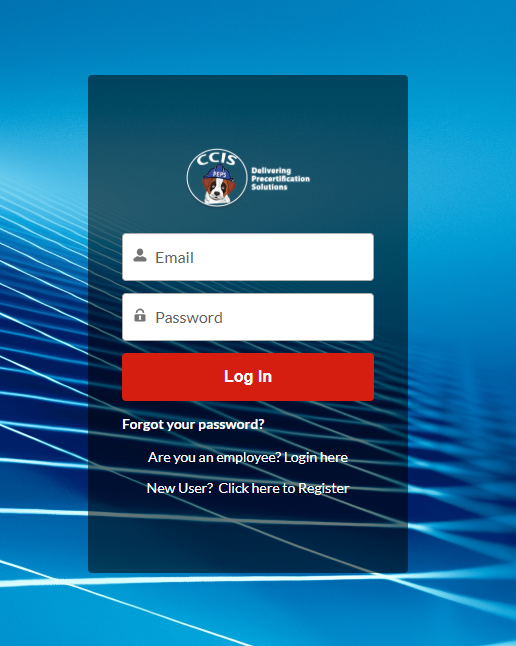 CCIS
PEPS
Delivering
Precertification
Solutions
Email
Password
Log In
Forgot your password?
Are you an employee? Login here
New User? Click here to Register